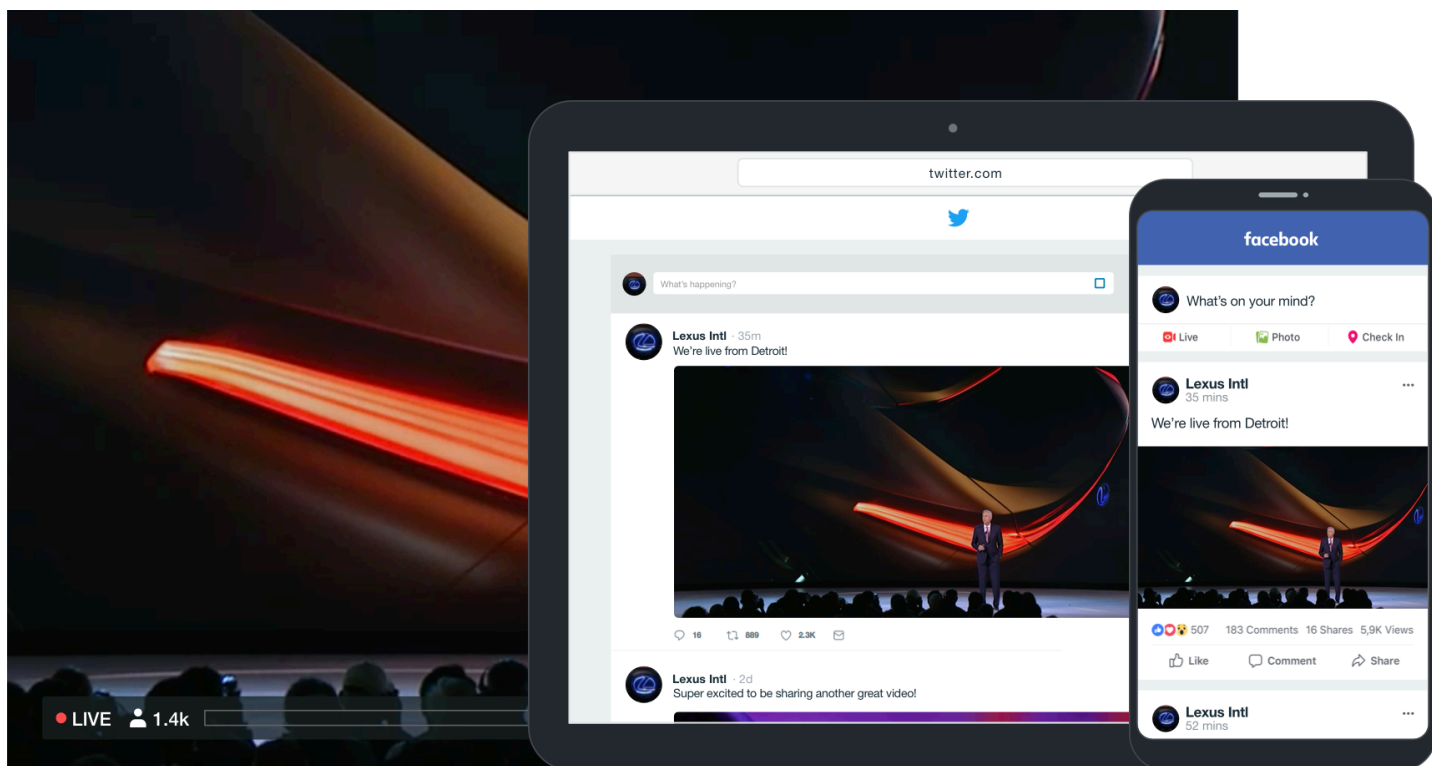 LIVE 1.4k
twitter.com
What's happening?
Lexus Intl · 35m
We're live from Detroit!
16 889 2.3K
Lexus Intl · 2d
Super excited to be sharing another great video!
facebook
What's on your mind?
Live Photo Check In
Lexus Intl
35 mins
We're live from Detroit!
507 183 Comments 16 Shares 5,9K Views
Like Comment Share
Lexus Intl
52 mins